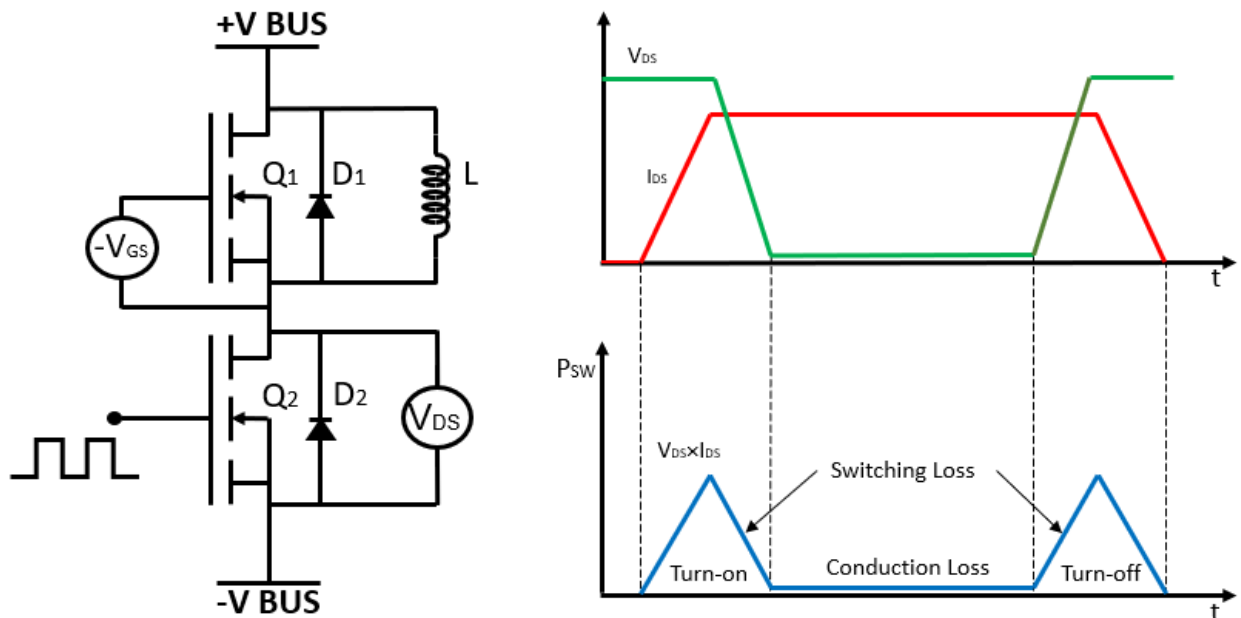 +V BUS
Q1
D1
L
-VGS
Q2
D2
VDS
-V BUS
VDS
IDS
t
PSW
VDS×IDS
Switching Loss
Turn-on
Conduction Loss
Turn-off
t